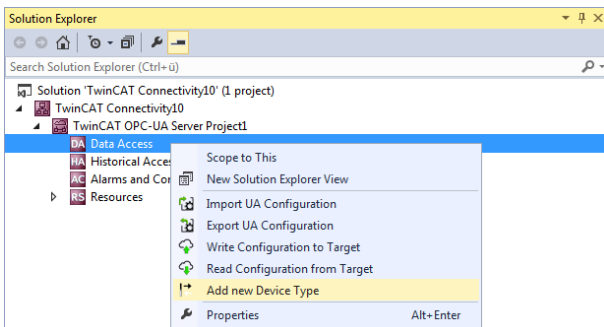 Solution Explorer
Search Solution Explorer (Ctrl+ü)
Solution 'TwinCAT Connectivity10' (1 project)
TwinCAT Connectivity10
TwinCAT OPC-UA Server Project1
DA Data Access
HA Historical Acce
AC Alarms and Cor
RS Resources
Scope to This
New Solution Explorer View
Import UA Configuration
Export UA Configuration
Write Configuration to Target
Read Configuration from Target
Add new Device Type
Properties Alt+Enter